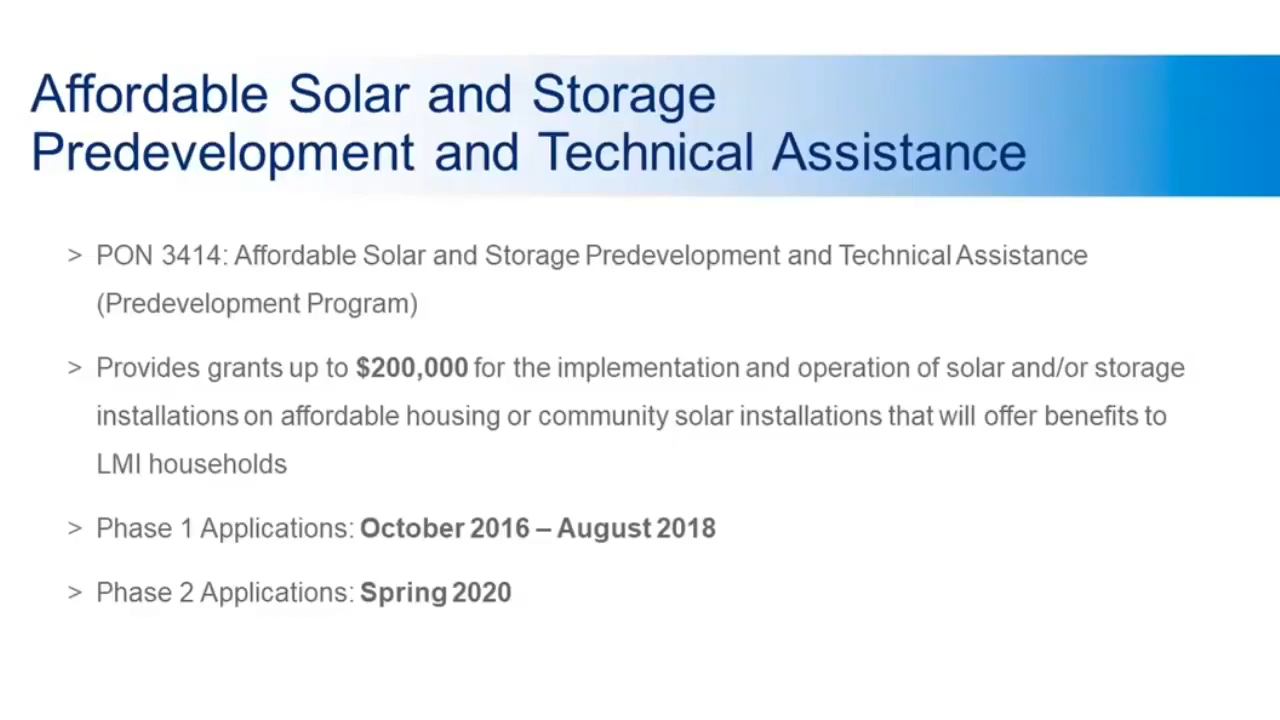 Affordable Solar and Storage
Predevelopment and Technical Assistance
> PON 3414: Affordable Solar and Storage Predevelopment and Technical Assistance
(Predevelopment Program)
> Provides grants up to $200,000 for the implementation and operation of solar and/or storage
installations on affordable housing or community solar installations that will offer benefits to
LMI households
> Phase 1 Applications: October 2016 – August 2018
> Phase 2 Applications: Spring 2020